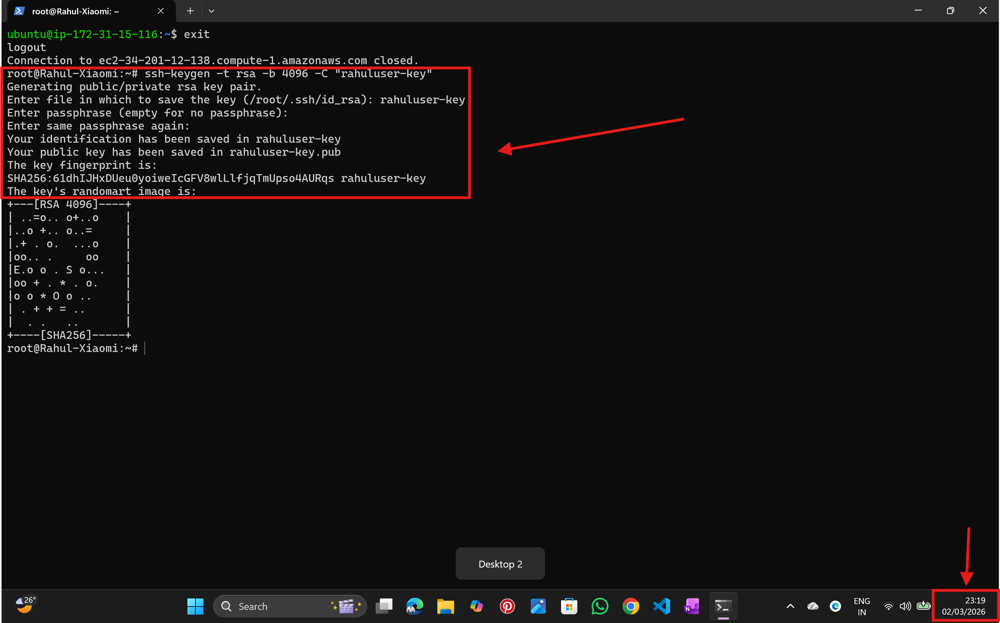 root@Rahul-Xiaomi: ~
ubuntu@ip-172-31-15-116:~$ exit
logout
Connection to ec2-34-201-12-138.compute-1.amazonaws.com closed.
root@Rahul-Xiaomi:~# ssh-keygen -t rsa -b 4096 -C "rahuluser-key"
Generating public/private rsa key pair.
Enter file in which to save the key (/root/.ssh/id_rsa): rahuluser-key
Enter passphrase (empty for no passphrase):
Enter same passphrase again:
Your identification has been saved in rahuluser-key
Your public key has been saved in rahuluser-key.pub
The key fingerprint is:
SHA256:61dhIJHxDUeu0yoiweIcGFV8wlLlfjqTmUpso4AURqs rahuluser-key
The key's randomart image is:
+---[RSA 4096]----+
| ..=o.. o+..o    |
|..o +.. o..=     |
|.+ . o.  ...o    |
|oo.. .     oo    |
|E.o o . S o...   |
|oo + . * . o.    |
|o o * O o ..     |
| . + + = ..      |
|  . .   ..       |
+----[SHA256]-----+
root@Rahul-Xiaomi:~#
Desktop 2
26°
Search
ENG
IN
23:19
02/03/2026